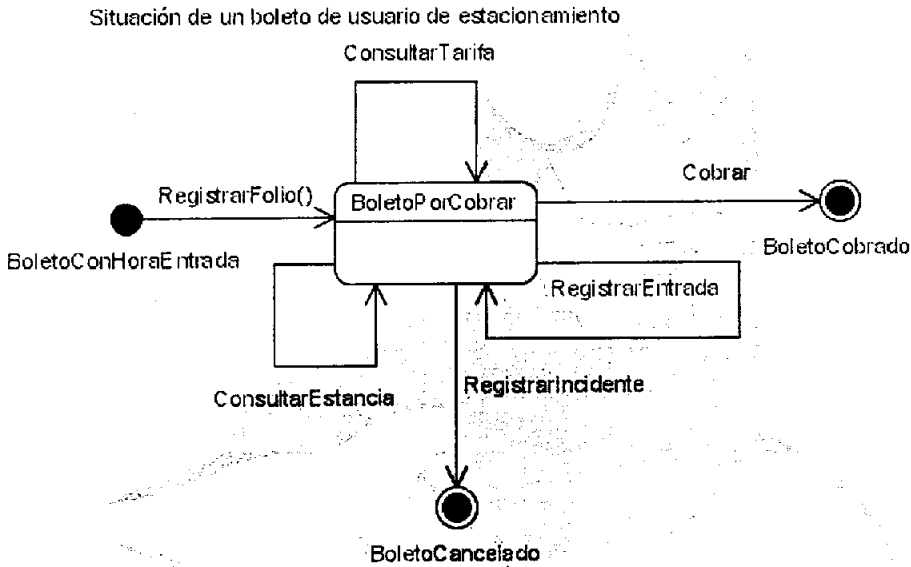 Situación de un boleto de usuario de estacionamiento
ConsultarTarifa
Cobrar
RegistrarFolio()
BoletoPorCobrar
BoletoConHoraEntrada
BoletoCobrado
RegistrarEntrada
ConsultarEstancia
RegistrarIncidente
BoletoCancelado